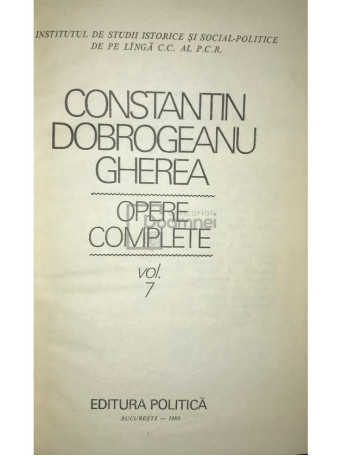 INSTITUTUL DE STUDII ISTORICE ȘI SOCIAL-POLITICE
DE PE LÎNGĂ C.C. AL P.C.R.
CONSTANTIN
DOBROGEANU
GHEREA
OPERE
COMPLETE
vol.
7
EDITURA POLITICĂ
BUCUREȘTI — 1980